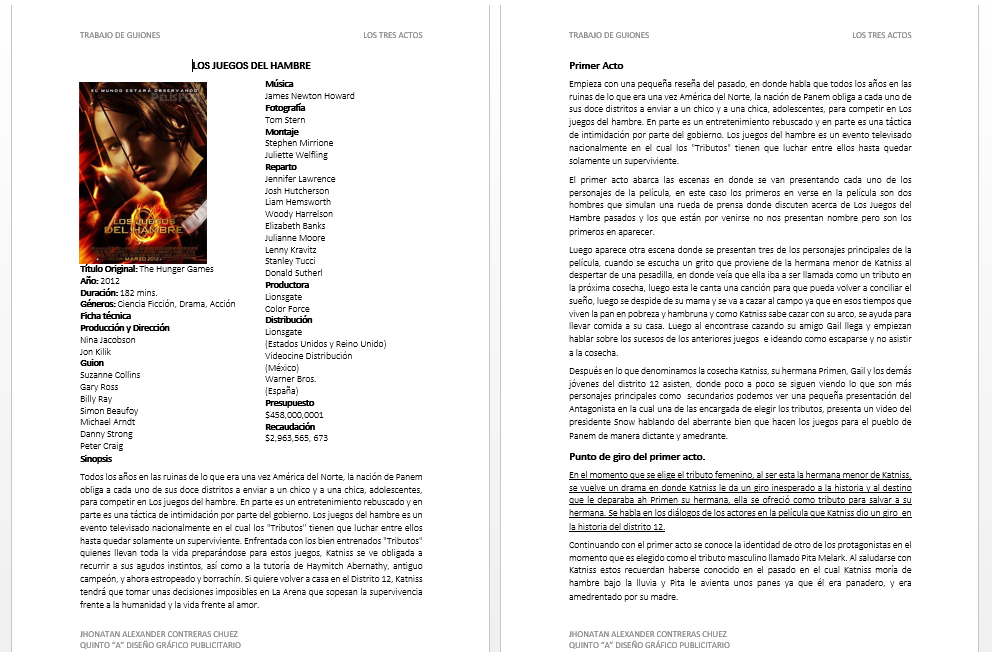 TRABAJO DE GUIONES LOS TRES ACTOS
LOS JUEGOS DEL HAMBRE
EL MUNDO ESTARÁ OBSERVANDO
LOS JUEGOS
DEL HAMBRE
MARZO 2012
Título Original: The Hunger Games
Año: 2012
Duración: 182 mins.
Géneros: Ciencia Ficción, Drama, Acción
Ficha técnica
Producción y Dirección
Nina Jacobson
Jon Kilik
Guion
Suzanne Collins
Gary Ross
Billy Ray
Simon Beaufoy
Michael Arndt
Danny Strong
Peter Craig
Sinopsis
Música
James Newton Howard
Fotografía
Tom Stern
Montaje
Stephen Mirrione
Juliette Welfling
Reparto
Jennifer Lawrence
Josh Hutcherson
Liam Hemsworth
Woody Harrelson
Elizabeth Banks
Julianne Moore
Lenny Kravitz
Stanley Tucci
Donald Sutherl
Productora
Lionsgate
Color Force
Distribución
Lionsgate
(Estados Unidos y Reino Unido)
Videocine Distribución
(México)
Warner Bros.
(España)
Presupuesto
$458,000,0001
Recaudación
$2,963,565, 673
Todos los años en las ruinas de lo que era una vez América del Norte, la nación de Panem
obliga a cada uno de sus doce distritos a enviar a un chico y a una chica, adolescentes,
para competir en Los Juegos del hambre. En parte es un entretenimiento rebuscado y en
parte es una táctica de intimidación por parte del gobierno. Los juegos del hambre es un
evento televisado nacionalmente en el cual los "Tributos" tienen que luchar entre ellos
hasta quedar solamente un superviviente. Enfrentada con los bien entrenados "Tributos"
quienes llevan toda la vida preparándose para estos juegos, Katniss se ve obligada a
recurrir a sus agudos instintos, así como a la tutoría de Haymitch Abernathy, antiguo
campeón, y ahora estropeado y borrachín. Si quiere volver a casa en el Distrito 12, Katniss
tendrá que tomar unas decisiones imposibles en La Arena que sopesan la supervivencia
frente a la humanidad y la vida frente al amor.
JHONATAN ALEXANDER CONTRERAS CHUEZ
QUINTO "A" DISEÑO GRÁFICO PUBLICITARIO
TRABAJO DE GUIONES LOS TRES ACTOS
Primer Acto
Empieza con una pequeña reseña del pasado, en donde habla que todos los años en las
ruinas de lo que era una vez América del Norte, la nación de Panem obliga a cada uno de
sus doce distritos a enviar a un chico y a una chica, adolescentes, para competir en Los
juegos del hambre. En parte es un entretenimiento rebuscado y en parte es una táctica
de intimidación por parte del gobierno. Los juegos del hambre es un evento televisado
nacionalmente en el cual los "Tributos" tienen que luchar entre ellos hasta quedar
solamente un superviviente.
El primer acto abarca las escenas en donde se van presentando cada uno de los
personajes de la película, en este caso los primeros en verse en la película son dos
hombres que simulan una rueda de prensa donde discuten acerca de Los Juegos del
Hambre pasados y los que están por venirse no nos presentan nombre pero son los
primeros en aparecer.
Luego aparece otra escena donde se presentan tres de los personajes principales de la
película, cuando se escucha un grito que proviene de la hermana menor de Katniss al
despertar de una pesadilla, en donde veía que ella iba a ser llamada como un tributo en
la próxima cosecha, luego esta le canta una canción para que pueda volver a conciliar el
sueño, luego se despide de su mama y se va a cazar al campo ya que en esos tiempos que
viven la pan en pobreza y hambruna y como Katniss sabe cazar con su arco, se ayuda para
llevar comida a su casa. Luego al encontrase cazando su amigo Gail llega y empiezan
hablar sobre los sucesos de los anteriores juegos e ideando como escaparse y no asistir
a la cosecha.
Después en lo que denominamos la cosecha Katniss, su hermana Primen, Gail y los demás
jóvenes del distrito 12 asisten, donde poco a poco se siguen viendo lo que son más
personajes principales como secundarios podemos ver una pequeña presentación del
Antagonista en la cual una de las encargada de elegir los tributos, presenta un video del
presidente Snow hablando del aberrante bien que hacen los juegos para el pueblo de
Panem de manera dictante y amedrante.
Punto de giro del primer acto.
En el momento que se elige el tributo femenino, al ser esta la hermana menor de Katniss,
se vuelve un drama en donde Katniss le da un giro inesperado a la historia y al destino
que le deparaba ah Primen su hermana, ella se ofreció como tributo para salvar a su
hermana. Se habla en los diálogos de los actores en la película que Katniss dio un giro en
la historia del distrito 12.
Continuando con el primer acto se conoce la identidad de otro de los protagonistas en el
momento que es elegido como el tributo masculino llamado Pita Melark. Al saludarse con
Katniss estos recuerdan haberse conocido en el pasado en el cual Katniss moría de
hambre bajo la lluvia y Pita le avienta unos panes ya que él era panadero, y era
amedrentado por su madre.
JHONATAN ALEXANDER CONTRERAS CHUEZ
QUINTO "A" DISEÑO GRÁFICO PUBLICITARIO